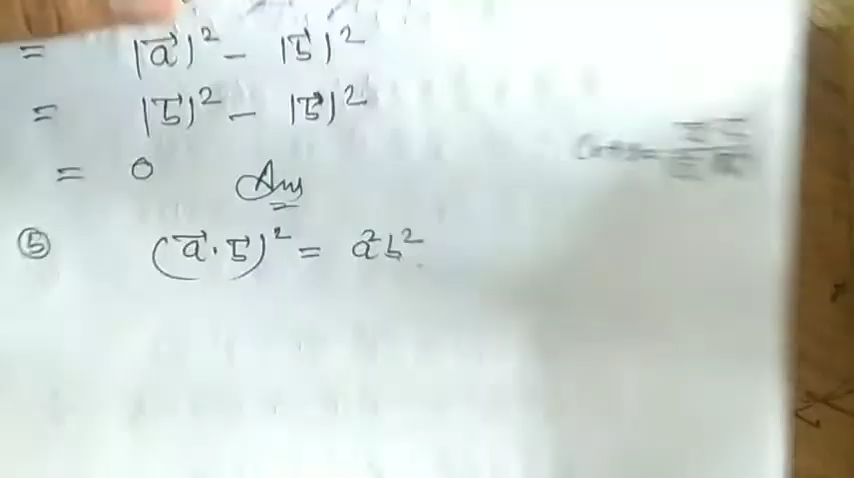 = |a⃗|² - |b⃗|²
= |b⃗|² - |b⃗|²
= 0 Ans
⑤ (a⃗·b⃗)² = a²b²